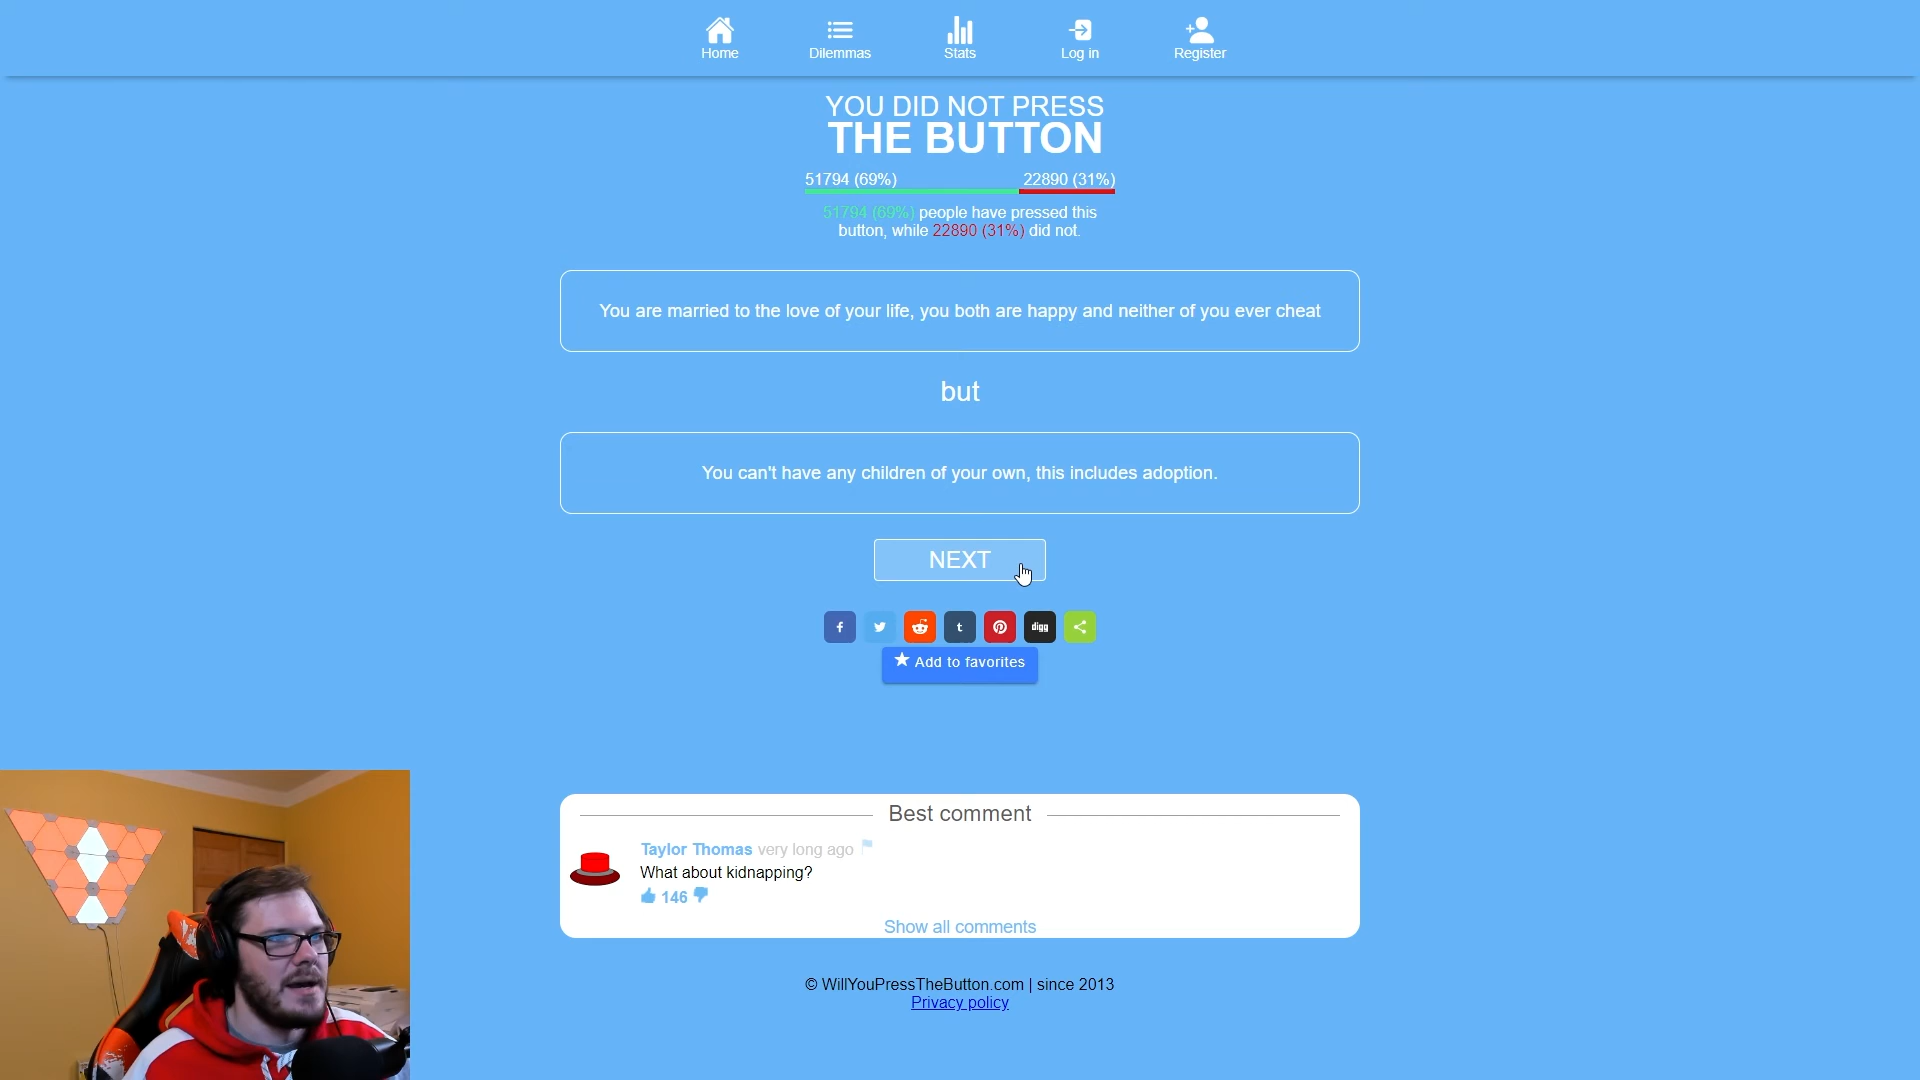 Home
Dilemmas
Stats
Log in
Register
YOU DID NOT PRESS
THE BUTTON
51794 (69%)
22890 (31%)
51794 (69%) people have pressed this
button, while 22890 (31%) did not.
You are married to the love of your life, you both are happy and neither of you ever cheat
but
You can't have any children of your own, this includes adoption.
NEXT
f
t
digg
Add to favorites
Best comment
Taylor Thomas very long ago
What about kidnapping?
146
Show all comments
© WillYouPressTheButton.com | since 2013
Privacy policy